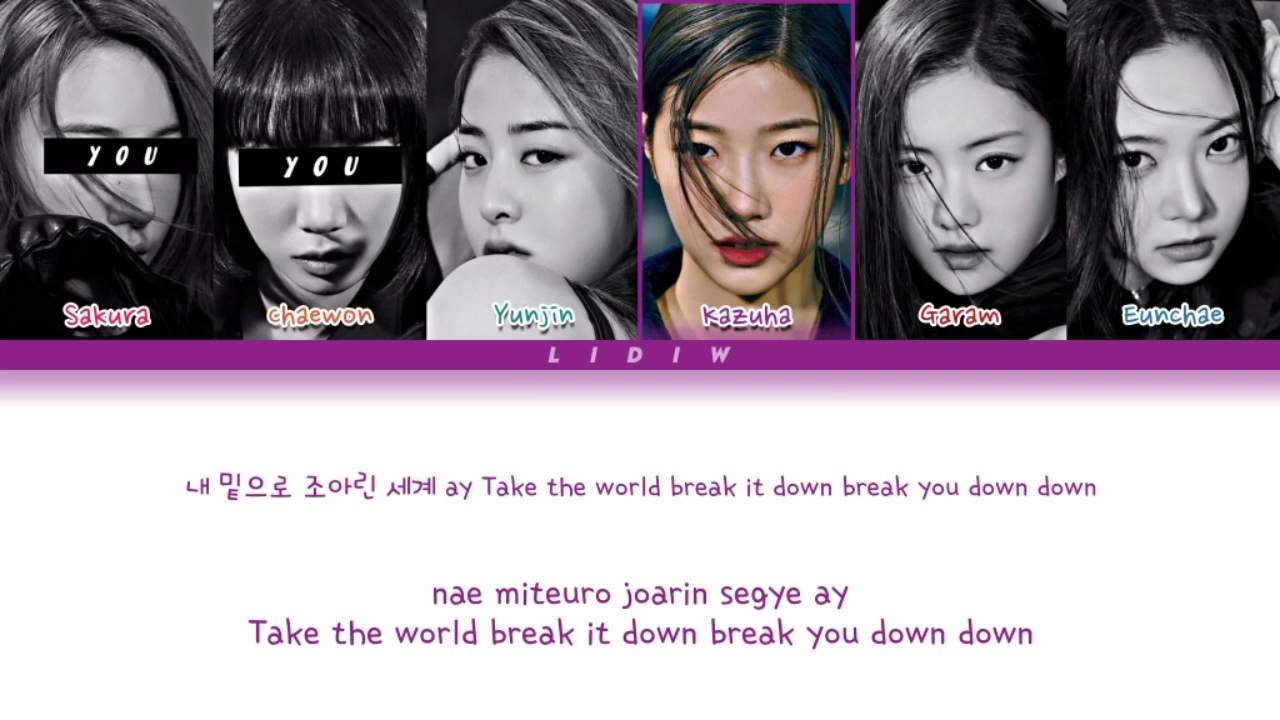 YOU
YOU
Sakura
chaewon
Yunjin
kazuha
Garam
Eunchae
LIDIW
내 밑으로 조아린 세계 ay Take the world break it down break you down down
nae miteuro joarin segye ay
Take the world break it down break you down down